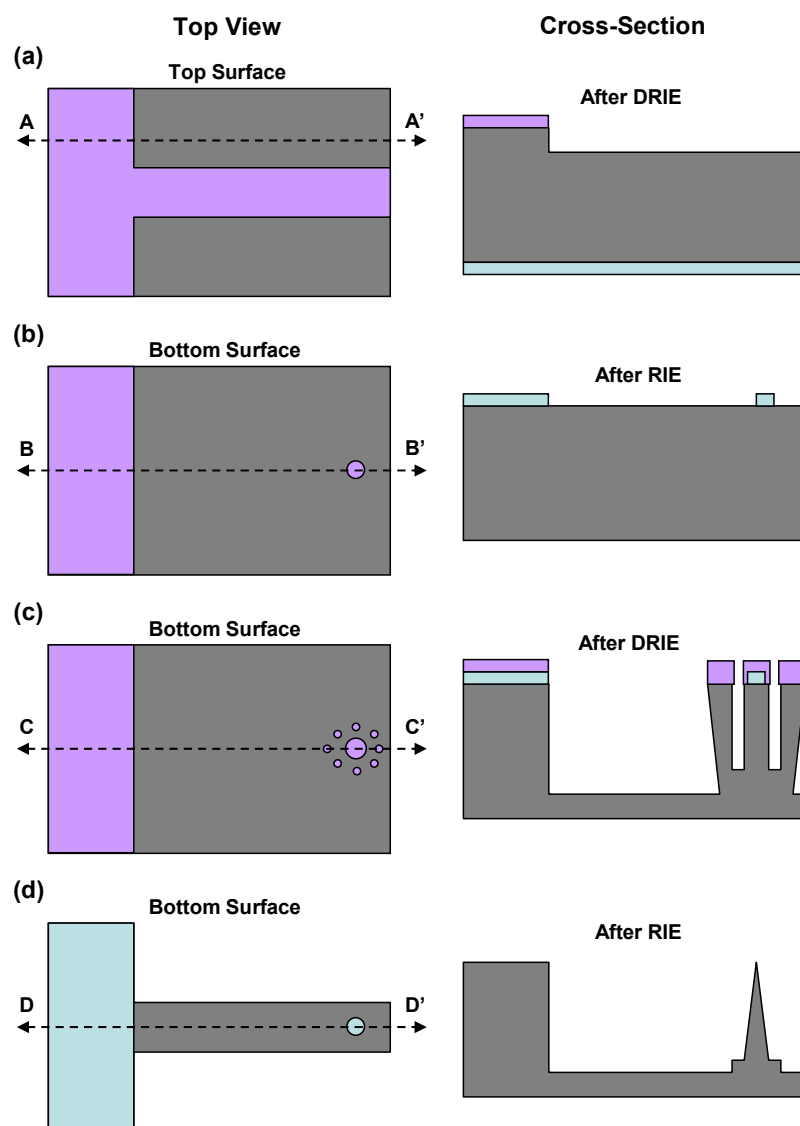 Top View
Cross-Section
(a)
Top Surface
After DRIE
A
A’
(b)
Bottom Surface
After RIE
B
B’
(c)
Bottom Surface
After DRIE
C
C’
(d)
Bottom Surface
After RIE
D
D’